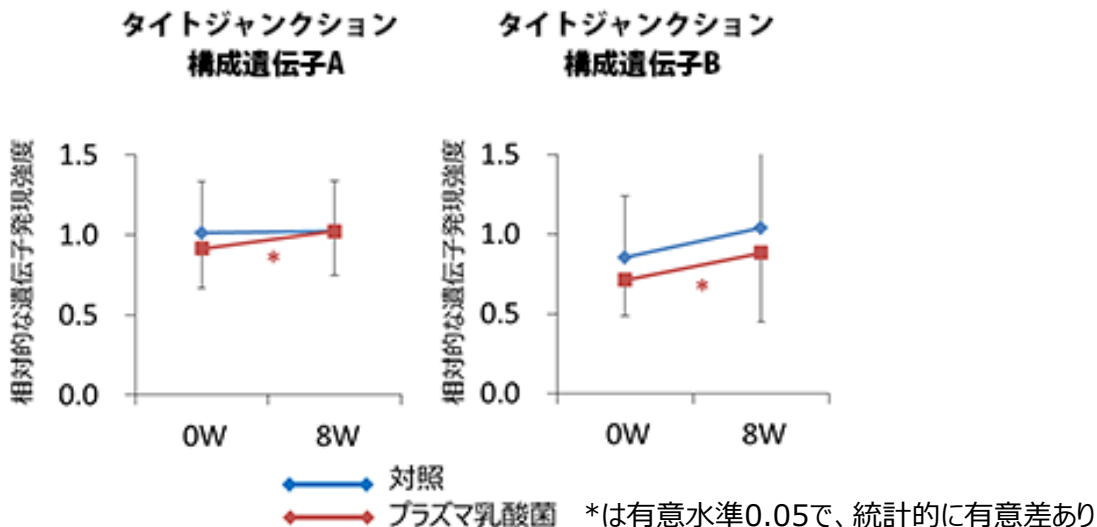 タイトジャンクション
構成遺伝子A
タイトジャンクション
構成遺伝子B
相対的な遺伝子発現強度
1.5
1.0
0.5
0.0
0W 8W
*
相対的な遺伝子発現強度
1.5
1.0
0.5
0.0
0W 8W
*
対照
プラズマ乳酸菌 *は有意水準0.05で、統計的に有意差あり